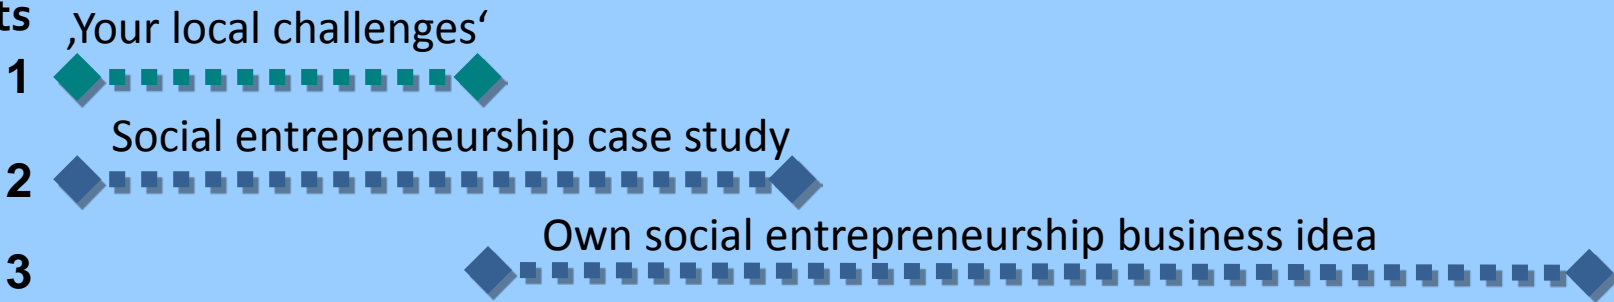 ts
‚Your local challenges‘
1
Social entrepreneurship case study
2
Own social entrepreneurship business idea
3